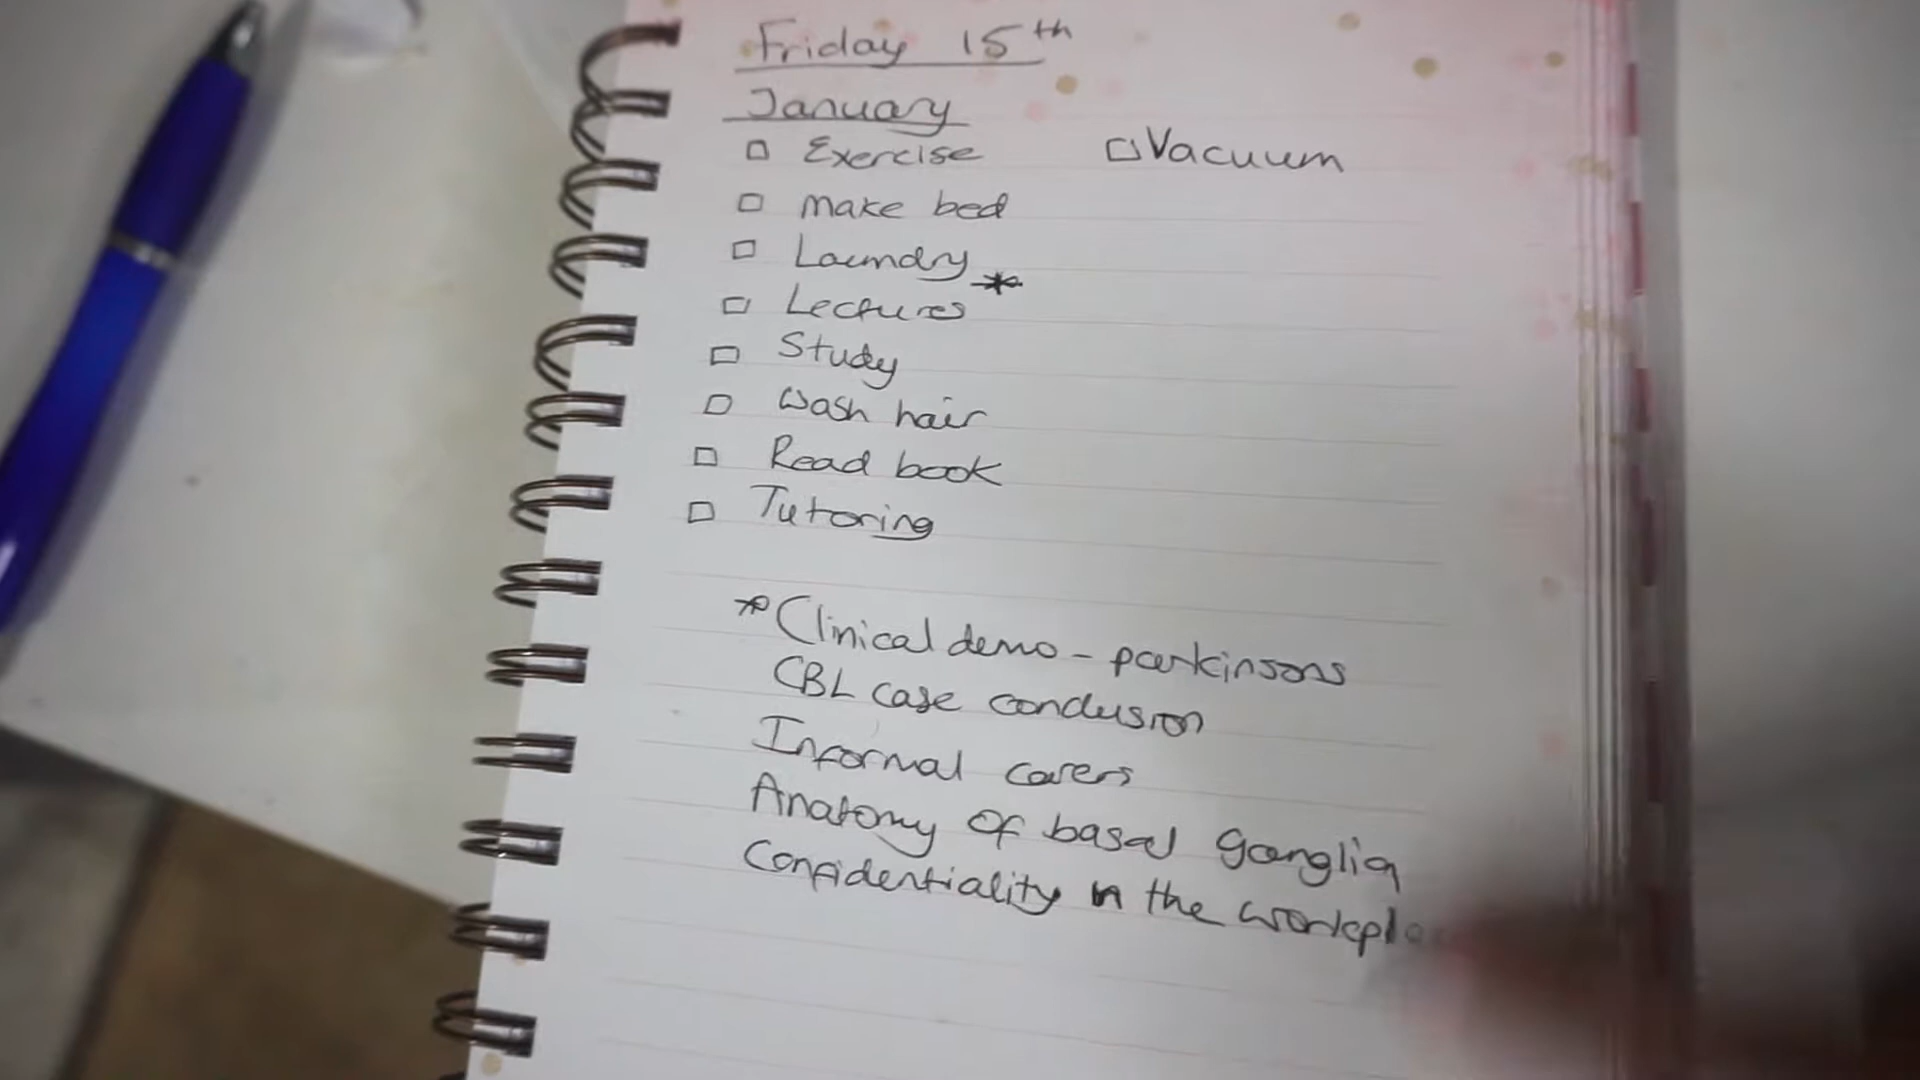 Friday 15th
January
□ Exercise □ Vacuum
□ make bed
□ Laundry
□ Lectures *
□ Study
□ Wash hair
□ Read book
□ Tutoring
* Clinical demo - parkinsons
CBL case conclusion
Informal carers
Anatomy of basal ganglia
Confidentiality in the